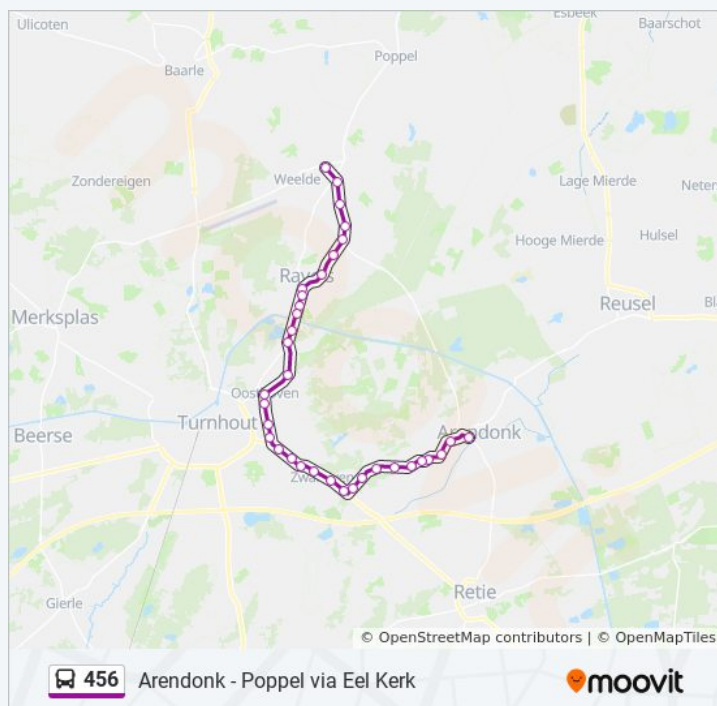 Ulicoten
Esbeek
Baarschot
Baarle
Poppel
Zondereigen
Weelde
Lage Mierde
Hooge Mierde
Hulsel
Reusel
Merksplas
Turnhout
Beerse
Arendonk
Retie
Gierle
© OpenStreetMap contributors | © OpenMapTiles
456 Arendonk - Poppel via Eel Kerk
moovit